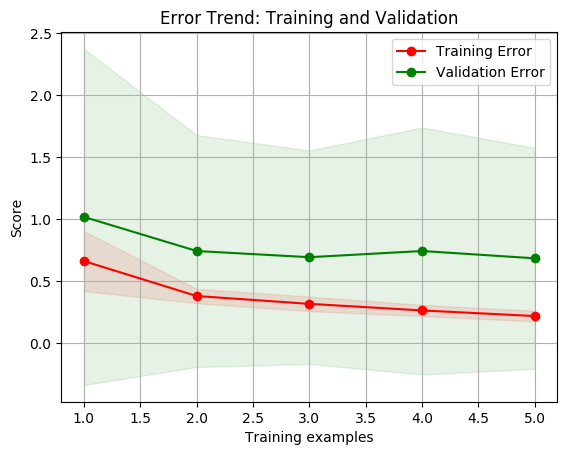 Error Trend: Training and Validation
Training Error
Validation Error
Score
2.5
2.0
1.5
1.0
0.5
0.0
1.0 1.5 2.0 2.5 3.0 3.5 4.0 4.5 5.0
Training examples